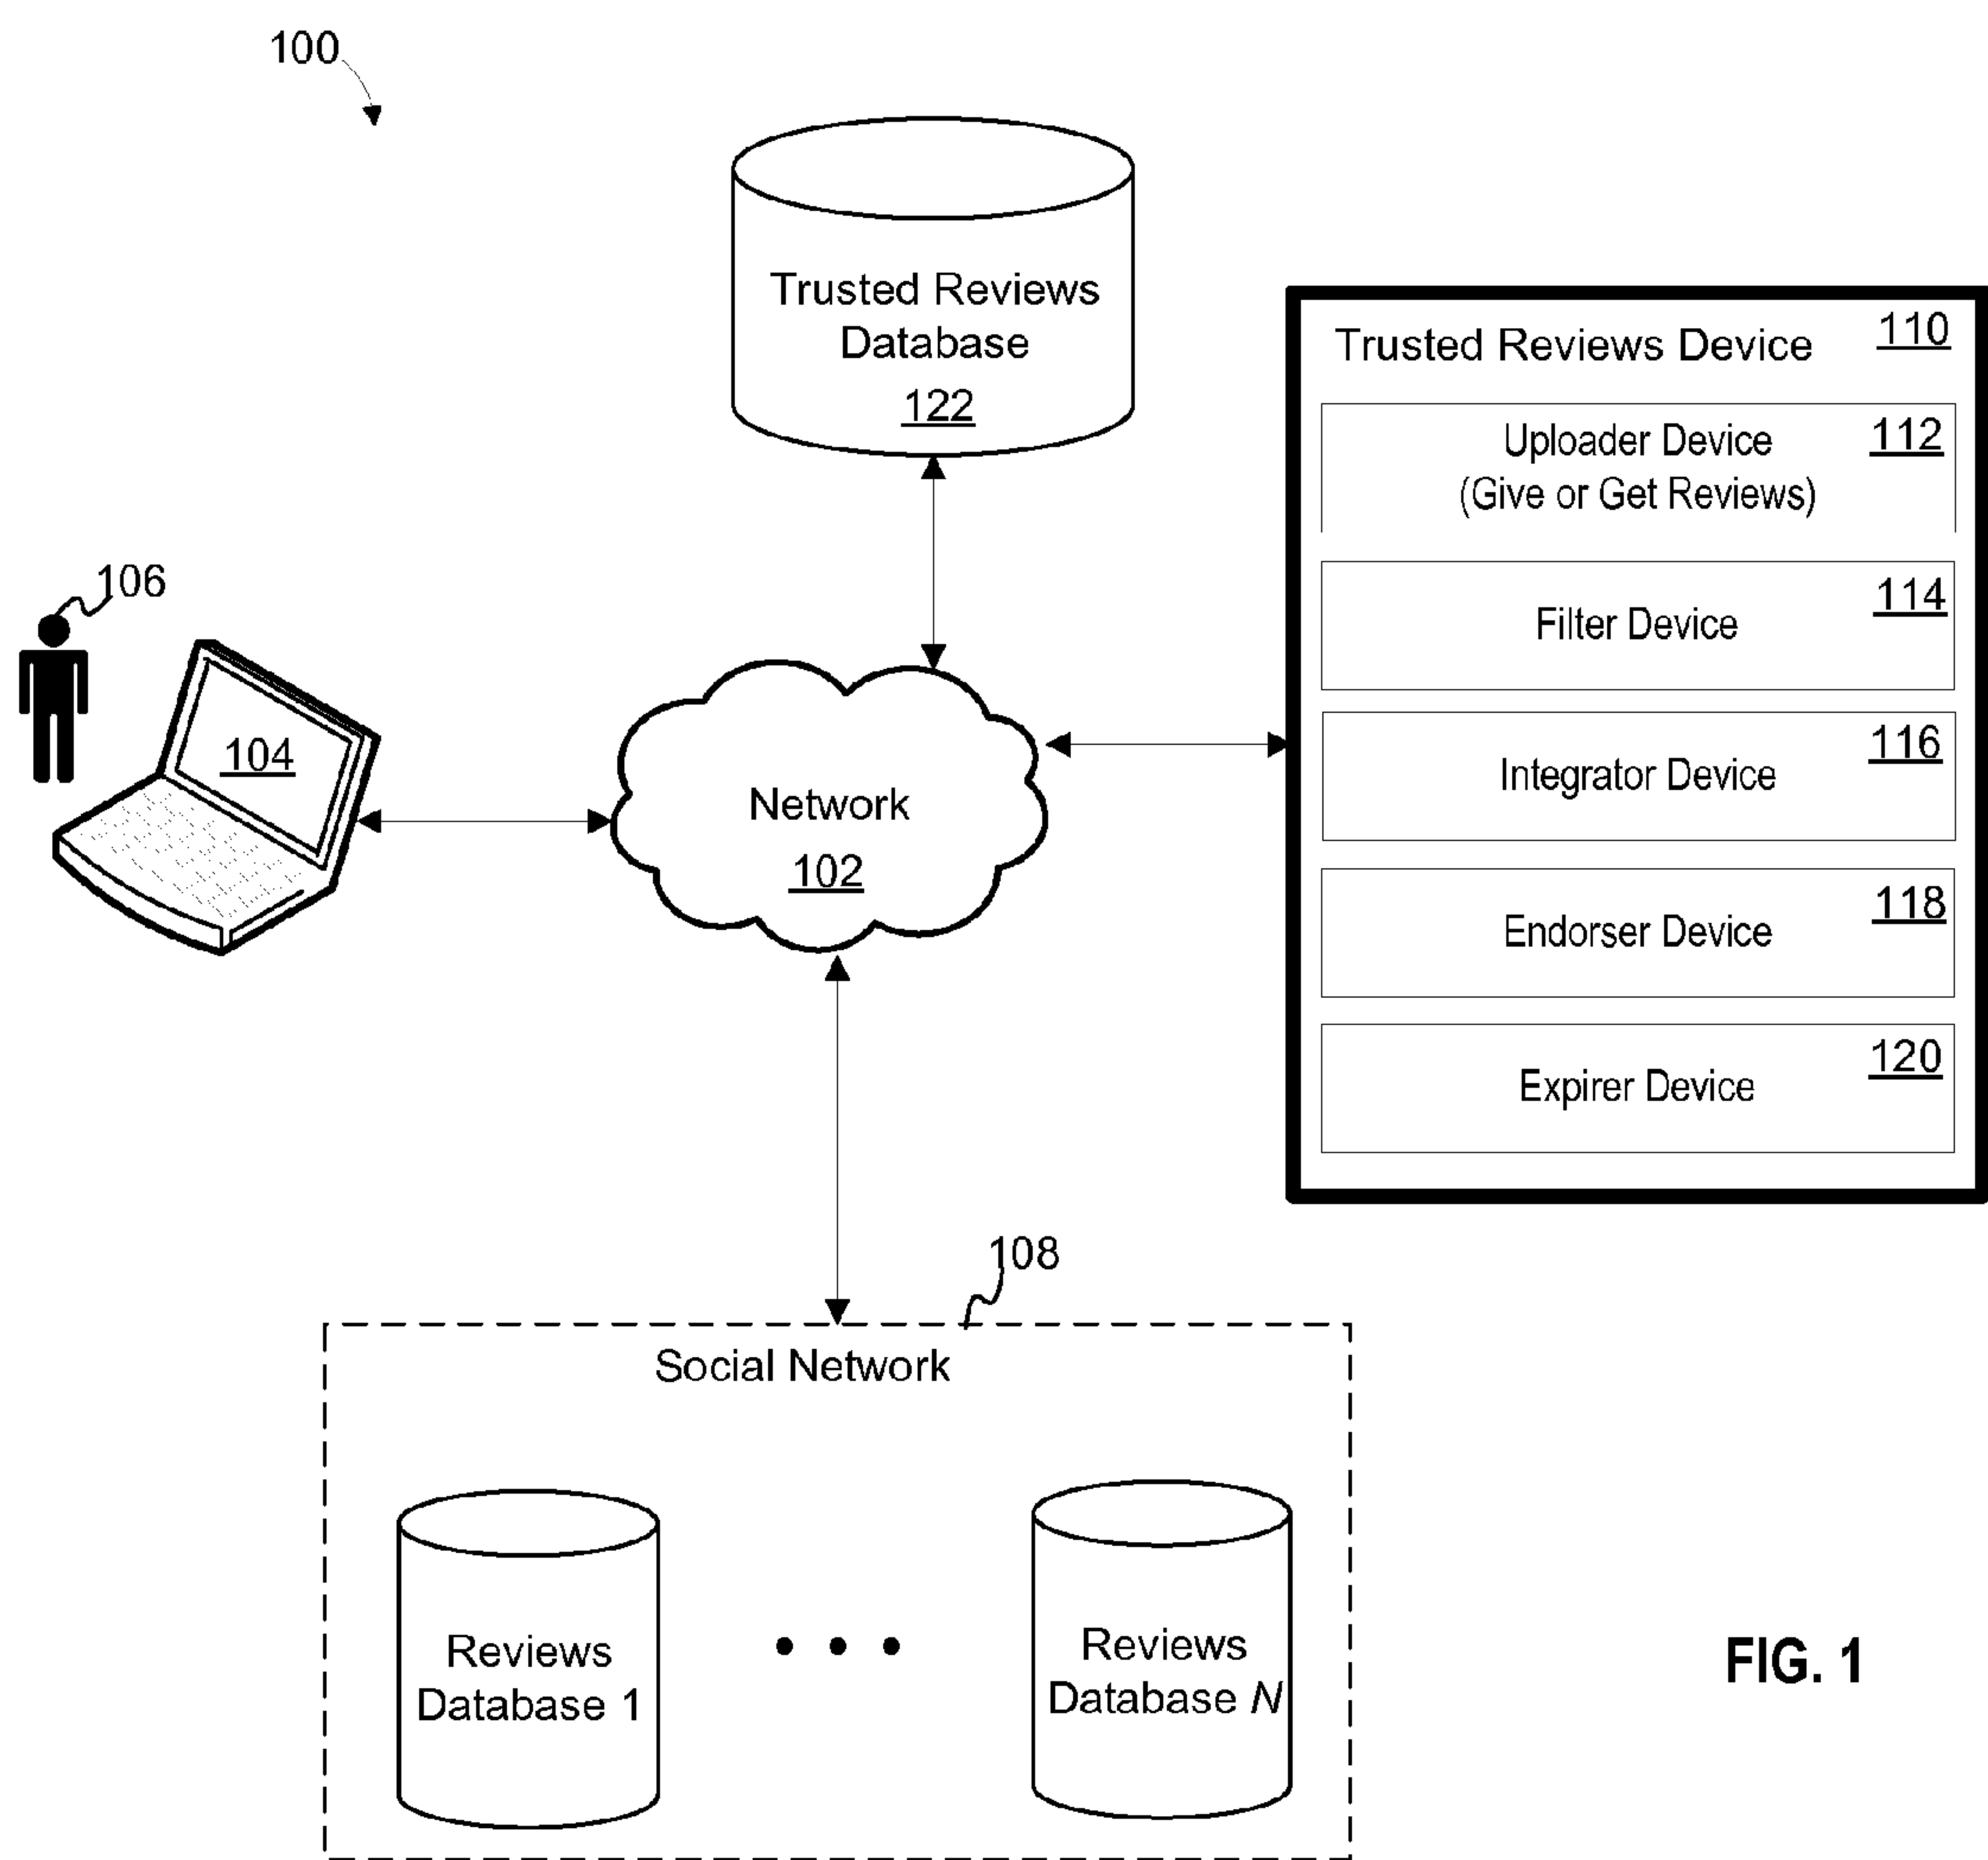 100
Trusted Reviews
Database
122
Trusted Reviews Device 110
Uploader Device 112
(Give or Get Reviews)
Filter Device 114
Integrator Device 116
Endorser Device 118
Expirer Device 120
106
104
Network
102
108
Social Network
Reviews
Database 1
• • •
Reviews
Database N
FIG. 1